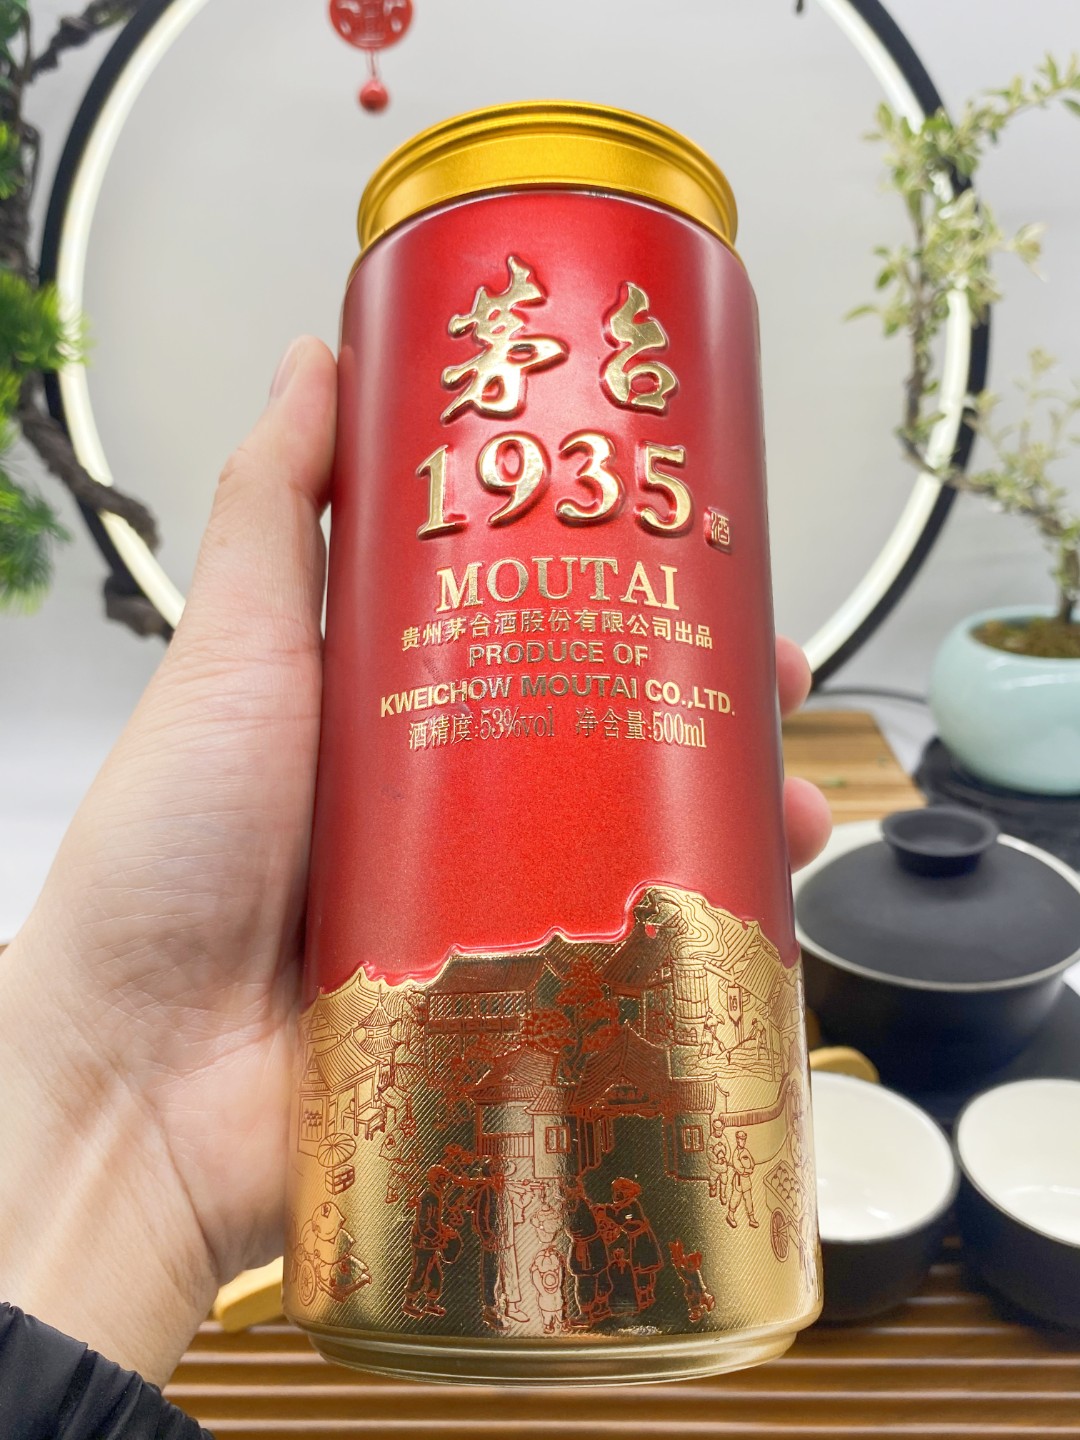 茅台
1935 酒
MOUTAI
贵州茅台酒股份有限公司出品
PRODUCE OF
KWEICHOW MOUTAI CO.,LTD.
酒精度:53%vol 净含量:500ml